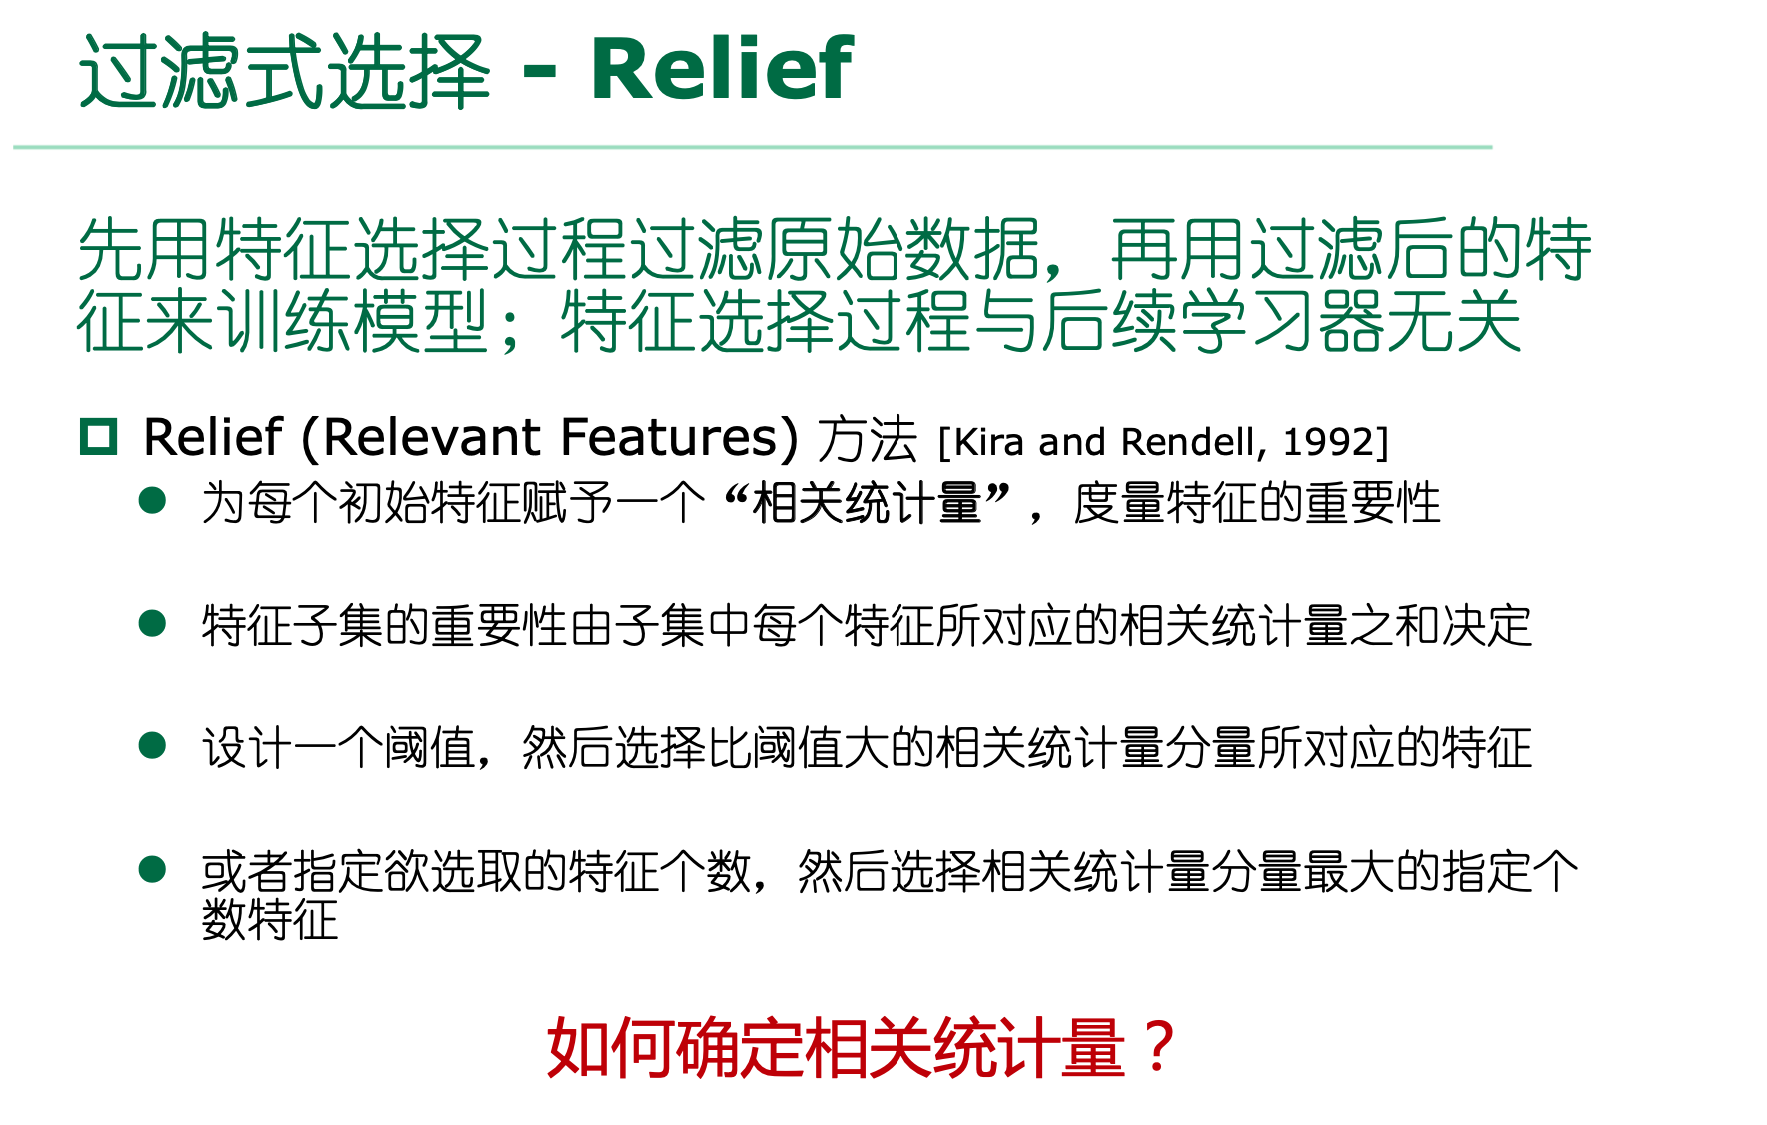 过滤式选择 - Relief
先用特征选择过程过滤原始数据，再用过滤后的特
征来训练模型；特征选择过程与后续学习器无关
Relief (Relevant Features) 方法 [Kira and Rendell, 1992]
为每个初始特征赋予一个“相关统计量”，度量特征的重要性
特征子集的重要性由子集中每个特征所对应的相关统计量之和决定
设计一个阈值，然后选择比阈值大的相关统计量分量所对应的特征
或者指定欲选取的特征个数，然后选择相关统计量分量最大的指定个
数特征
如何确定相关统计量？